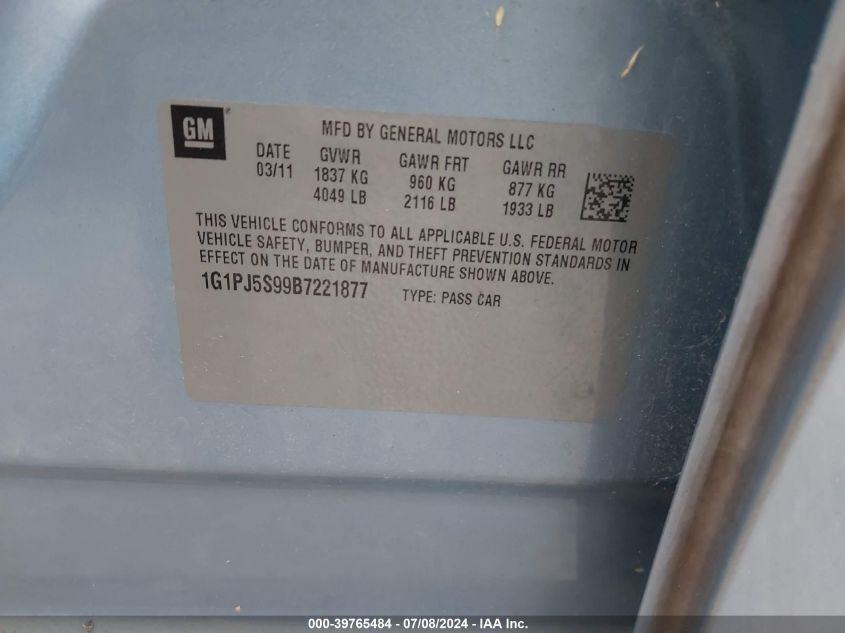 GM
MFD BY GENERAL MOTORS LLC
DATE GVWR GAWR FRT GAWR RR
03/11 1837 KG 960 KG 877 KG
4049 LB 2116 LB 1933 LB
THIS VEHICLE CONFORMS TO ALL APPLICABLE U.S. FEDERAL MOTOR
VEHICLE SAFETY, BUMPER, AND THEFT PREVENTION STANDARDS IN
EFFECT ON THE DATE OF MANUFACTURE SHOWN ABOVE.
1G1PJ5S99B7221877 TYPE: PASS CAR
000-39765484 - 07/08/2024 - IAA Inc.